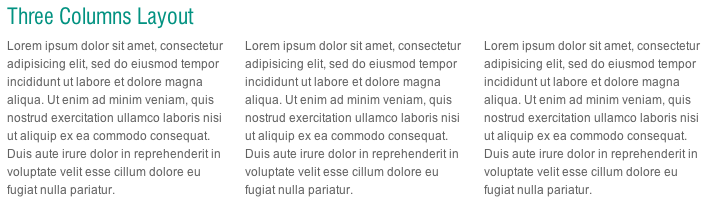 Three Columns Layout
Lorem ipsum dolor sit amet, consectetur
adipisicing elit, sed do eiusmod tempor
incididunt ut labore et dolore magna
aliqua. Ut enim ad minim veniam, quis
nostrud exercitation ullamco laboris nisi
ut aliquip ex ea commodo consequat.
Duis aute irure dolor in reprehenderit in
voluptate velit esse cillum dolore eu
fugiat nulla pariatur.
Lorem ipsum dolor sit amet, consectetur
adipisicing elit, sed do eiusmod tempor
incididunt ut labore et dolore magna
aliqua. Ut enim ad minim veniam, quis
nostrud exercitation ullamco laboris nisi
ut aliquip ex ea commodo consequat.
Duis aute irure dolor in reprehenderit in
voluptate velit esse cillum dolore eu
fugiat nulla pariatur.
Lorem ipsum dolor sit amet, consectetur
adipisicing elit, sed do eiusmod tempor
incididunt ut labore et dolore magna
aliqua. Ut enim ad minim veniam, quis
nostrud exercitation ullamco laboris nisi
ut aliquip ex ea commodo consequat.
Duis aute irure dolor in reprehenderit in
voluptate velit esse cillum dolore eu
fugiat nulla pariatur.